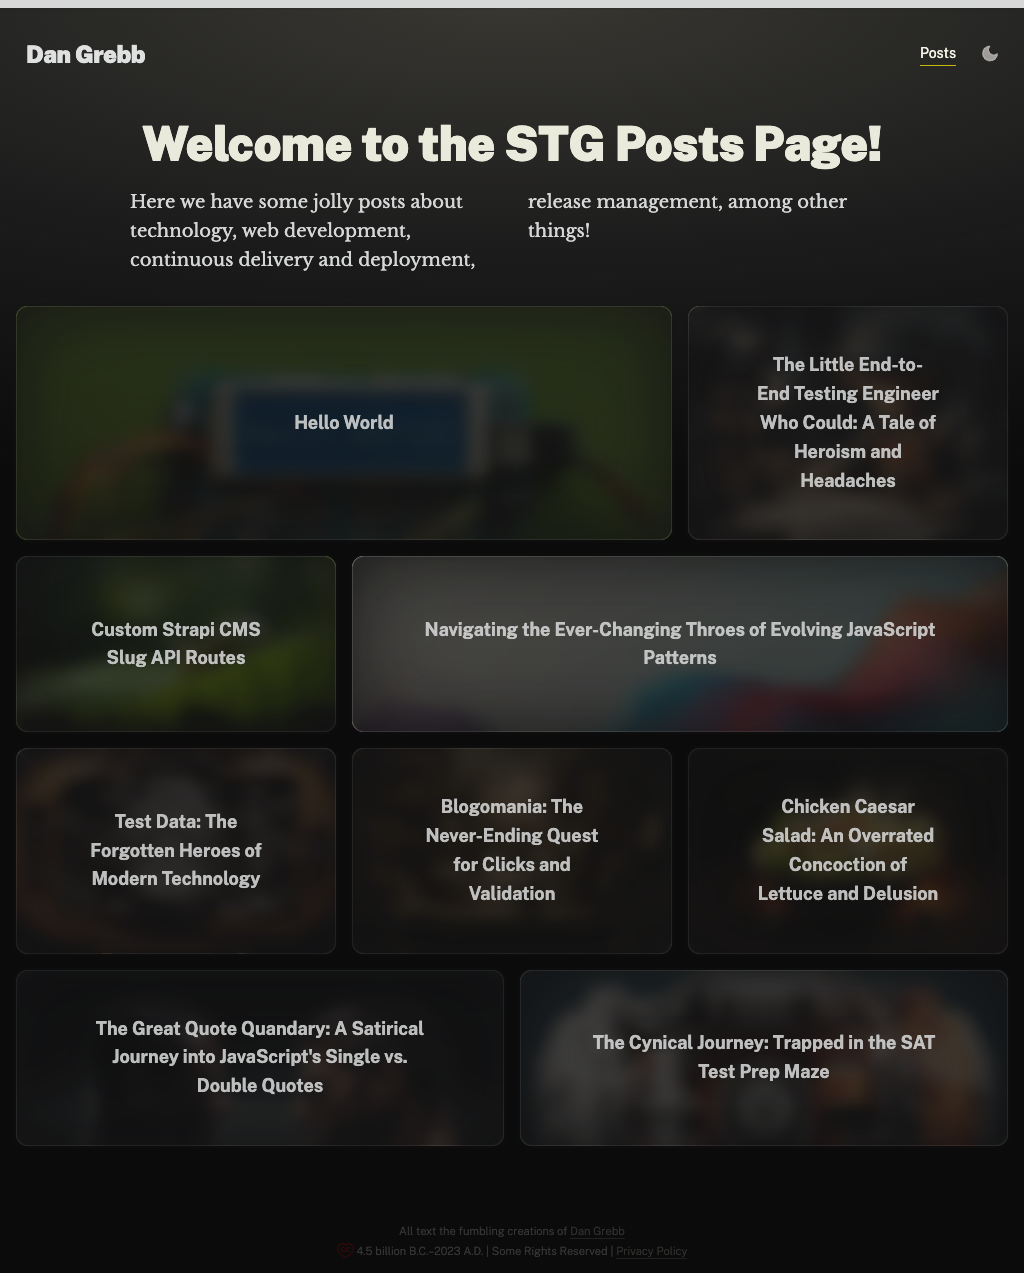 Dan Grebb
Posts
Welcome to the STG Posts Page!
Here we have some jolly posts about
technology, web development,
continuous delivery and deployment,
release management, among other
things!
Hello World
The Little End-to-
End Testing Engineer
Who Could: A Tale of
Heroism and
Headaches
Custom Strapi CMS
Slug API Routes
Navigating the Ever-Changing Throes of Evolving JavaScript
Patterns
Test Data: The
Forgotten Heroes of
Modern Technology
Blogomania: The
Never-Ending Quest
for Clicks and
Validation
Chicken Caesar
Salad: An Overrated
Concoction of
Lettuce and Delusion
The Great Quote Quandary: A Satirical
Journey into JavaScript's Single vs.
Double Quotes
The Cynical Journey: Trapped in the SAT
Test Prep Maze
All text the fumbling creations of Dan Grebb
4.5 billion B.C.–2023 A.D. | Some Rights Reserved | Privacy Policy